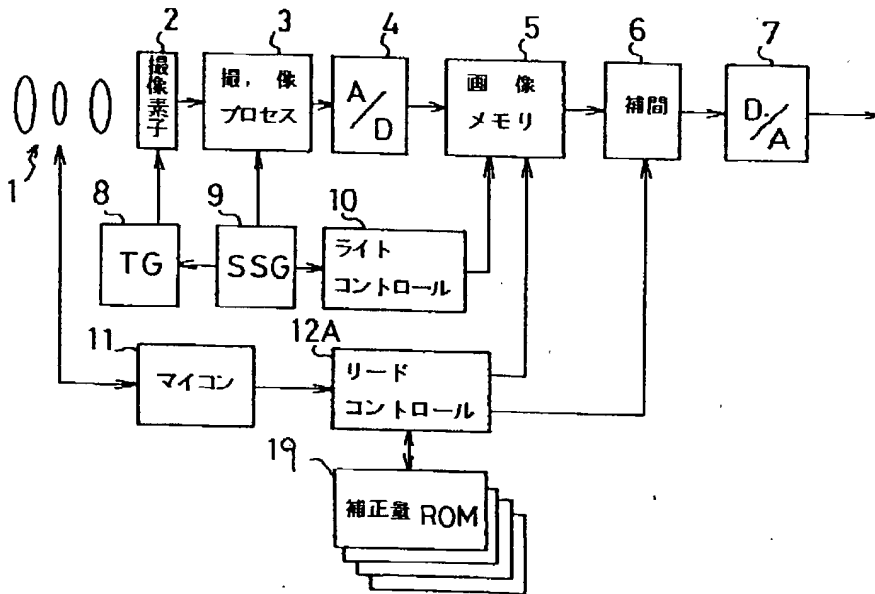 2
3
4
5
6
7
撮像素子
撮,像
プロセス
A/D
画像
メモリ
補間
D/A
1
8
9
10
TG
SSG
ライト
コントロール
11
12A
マイコン
リード
コントロール
19
補正量 ROM